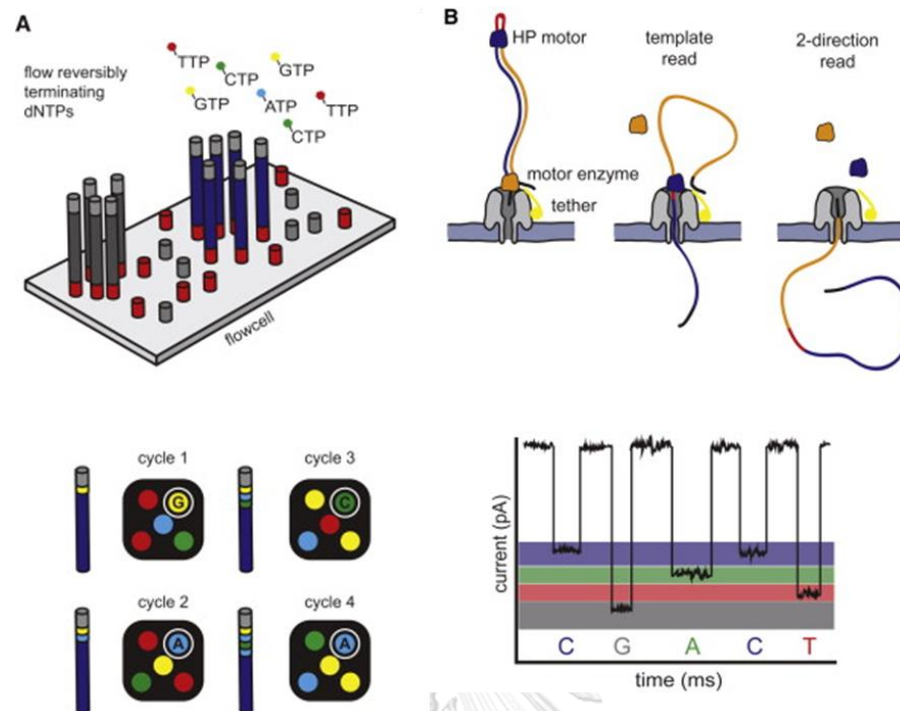 A
flow reversibly
terminating
dNTPs
TTP
CTP
GTP
GTP
ATP
TTP
CTP
flowcell
cycle 1
G
cycle 3
C
cycle 2
A
cycle 4
A
B
HP motor
template
read
2-direction
read
motor enzyme
tether
current (pA)
C G A C T
time (ms)